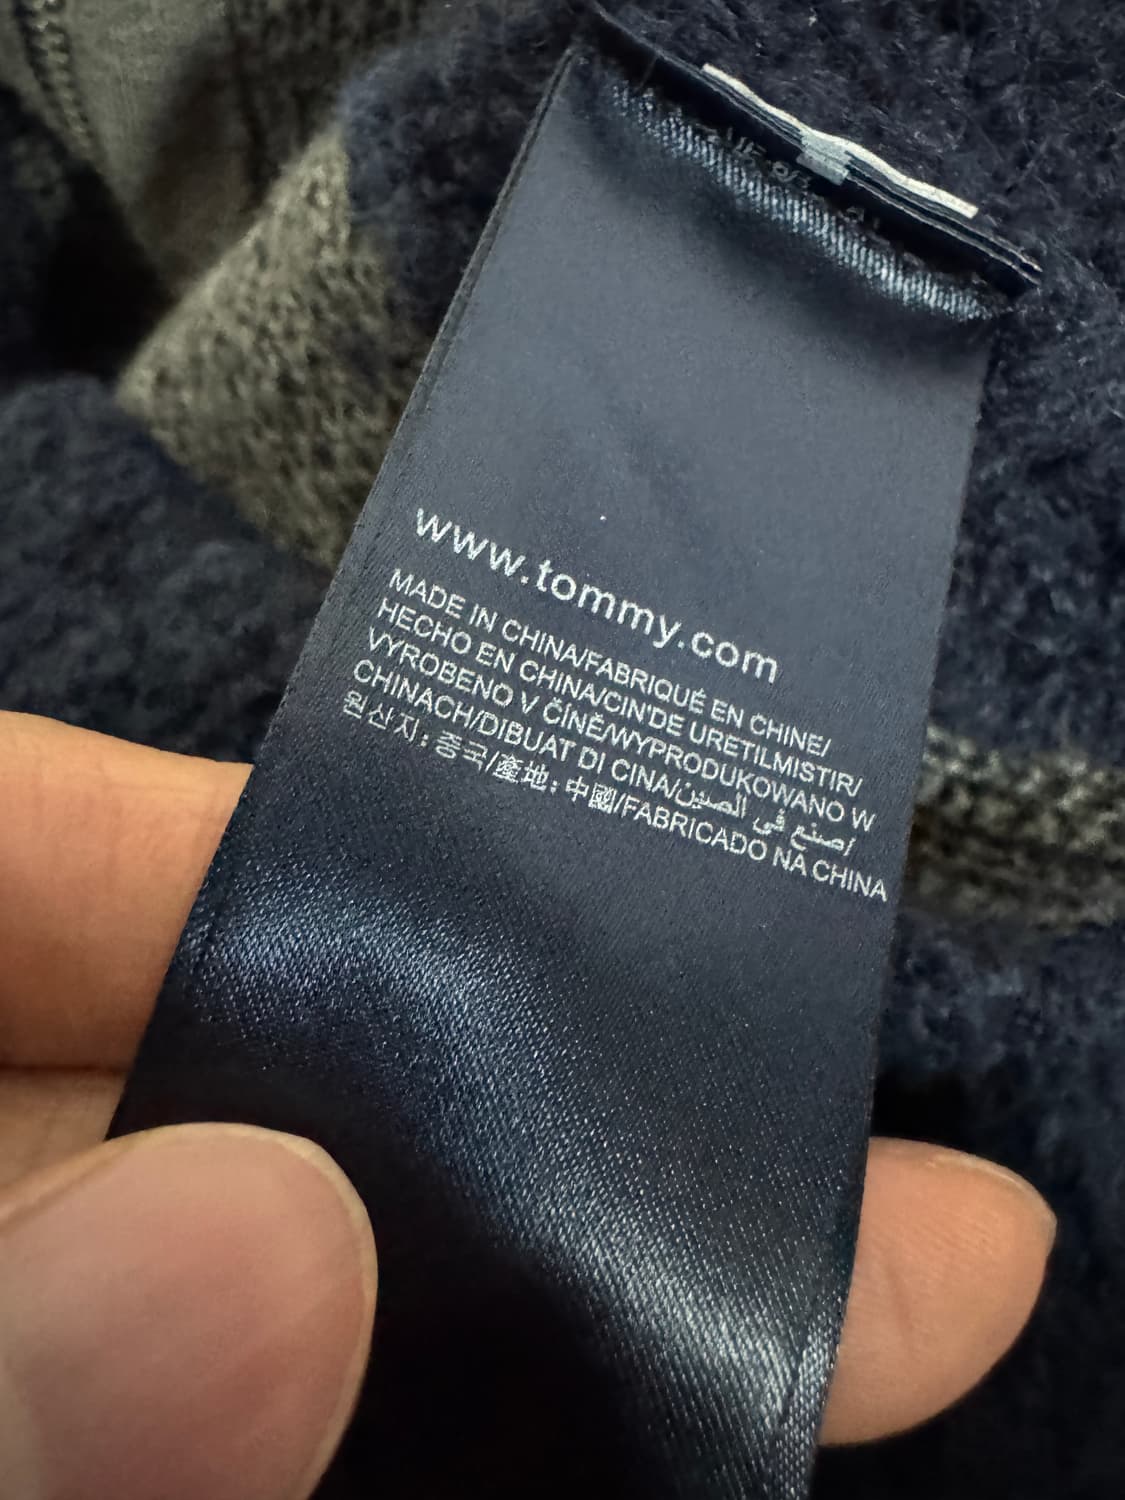 www.tommy.com
MADE IN CHINA/FABRIQUÉ EN CHINE/
HECHO EN CHINA/CIN'DE URETILMISTIR/
VYROBENO V ČÍNĚ/WYPRODUKOWANO W
CHINACH/DIBUAT DI CINA/صنع في الصين/
원산지: 중국/產地: 中國/FABRICADO NA CHINA